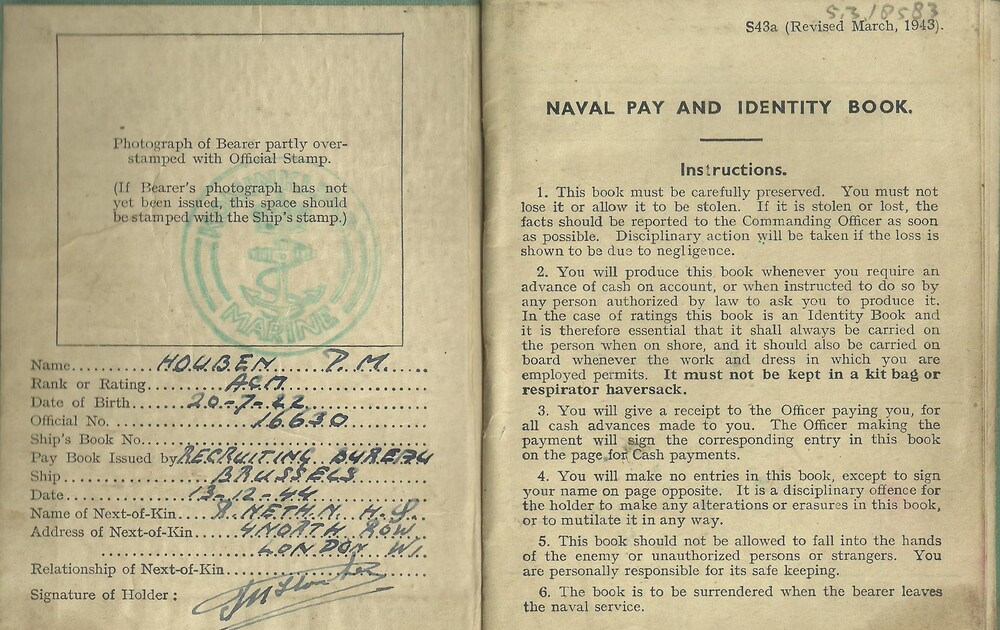 Photograph of Bearer partly over-
stamped with Official Stamp.
(If Bearer's photograph has not
yet been issued, this space should
be stamped with the Ship's stamp.)
MARINE
Name.........HOUBEN....P. M......
Rank or Rating.........
Date of Birth......20-7-22.........
Official No. ...............16630.........
Ship's Book No...............
Pay Book Issued by RECRUITING BUREAU
Ship...............BRUSSELS.........
Date...............13-12-44.........
Name of Next-of-Kin... NETH.N. H.Q...
Address of Next-of-Kin......4 NORTH ROW...
............LONDON W1.
Relationship of Next-of-Kin...............
Signature of Holder :
S43a (Revised March, 1943).
NAVAL PAY AND IDENTITY BOOK.
Instructions.
1. This book must be carefully preserved. You must not
lose it or allow it to be stolen. If it is stolen or lost, the
facts should be reported to the Commanding Officer as soon
as possible. Disciplinary action will be taken if the loss is
shown to be due to negligence.
2. You will produce this book whenever you require an
advance of cash on account, or when instructed to do so by
any person authorized by law to ask you to produce it.
In the case of ratings this book is an Identity Book and
it is therefore essential that it shall always be carried on
the person when on shore, and it should also be carried on
board whenever the work and dress in which you are
employed permits. It must not be kept in a kit bag or
respirator haversack.
3. You will give a receipt to the Officer paying you, for
all cash advances made to you. The Officer making the
payment will sign the corresponding entry in this book
on the page for Cash payments.
4. You will make no entries in this book, except to sign
your name on page opposite. It is a disciplinary offence for
the holder to make any alterations or erasures in this book,
or to mutilate it in any way.
5. This book should not be allowed to fall into the hands
of the enemy or unauthorized persons or strangers. You
are personally responsible for its safe keeping.
6. The book is to be surrendered when the bearer leaves
the naval service.